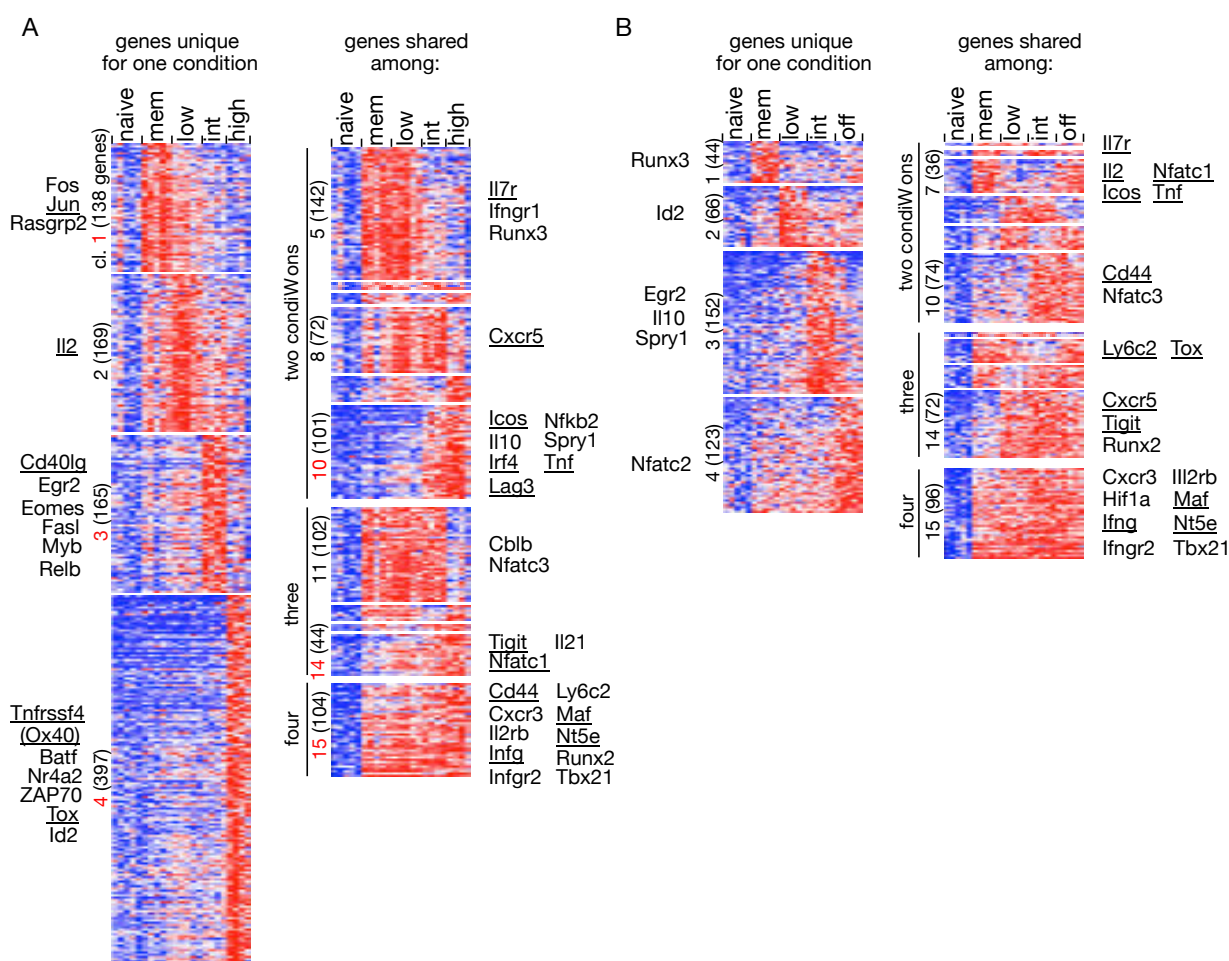 A
genes unique
for one condition
genes shared
among:
naive
mem
low
int
high
naive
mem
low
int
high
Fos
Jun
Rasgrp2
cl. 1 (138 genes)
Il2
2 (169)
Cd40lg
Egr2
Eomes
Fasl
Myb
Relb
3 (165)
Tnfrssf4
(Ox40)
Batf
Nr4a2
ZAP70
Tox
Id2
4 (397)
two condiWons
5 (142)
Il7r
Ifngr1
Runx3
8 (72)
Cxcr5
10 (101)
Icos Nfkb2
Il10 Spry1
Irf4 Tnf
Lag3
three
11 (102)
Cblb
Nfatc3
14 (44)
Tigit Il21
Nfatc1
four
15 (104)
Cd44 Ly6c2
Cxcr3 Maf
Il2rb Nt5e
Infg Runx2
Infgr2 Tbx21
B
genes unique
for one condition
genes shared
among:
naive
mem
low
int
off
naive
mem
low
int
off
Runx3
1 (44)
Id2
2 (66)
Egr2
Il10
Spry1
3 (152)
Nfatc2
4 (123)
two condiWons
7 (36)
Il7r
Il2 Nfatc1
Icos Tnf
10 (74)
Cd44
Nfatc3
three
Ly6c2 Tox
14 (72)
Cxcr5
Tigit
Runx2
four
15 (96)
Cxcr3 Ill2rb
Hif1a Maf
Ifng Nt5e
Ifngr2 Tbx21